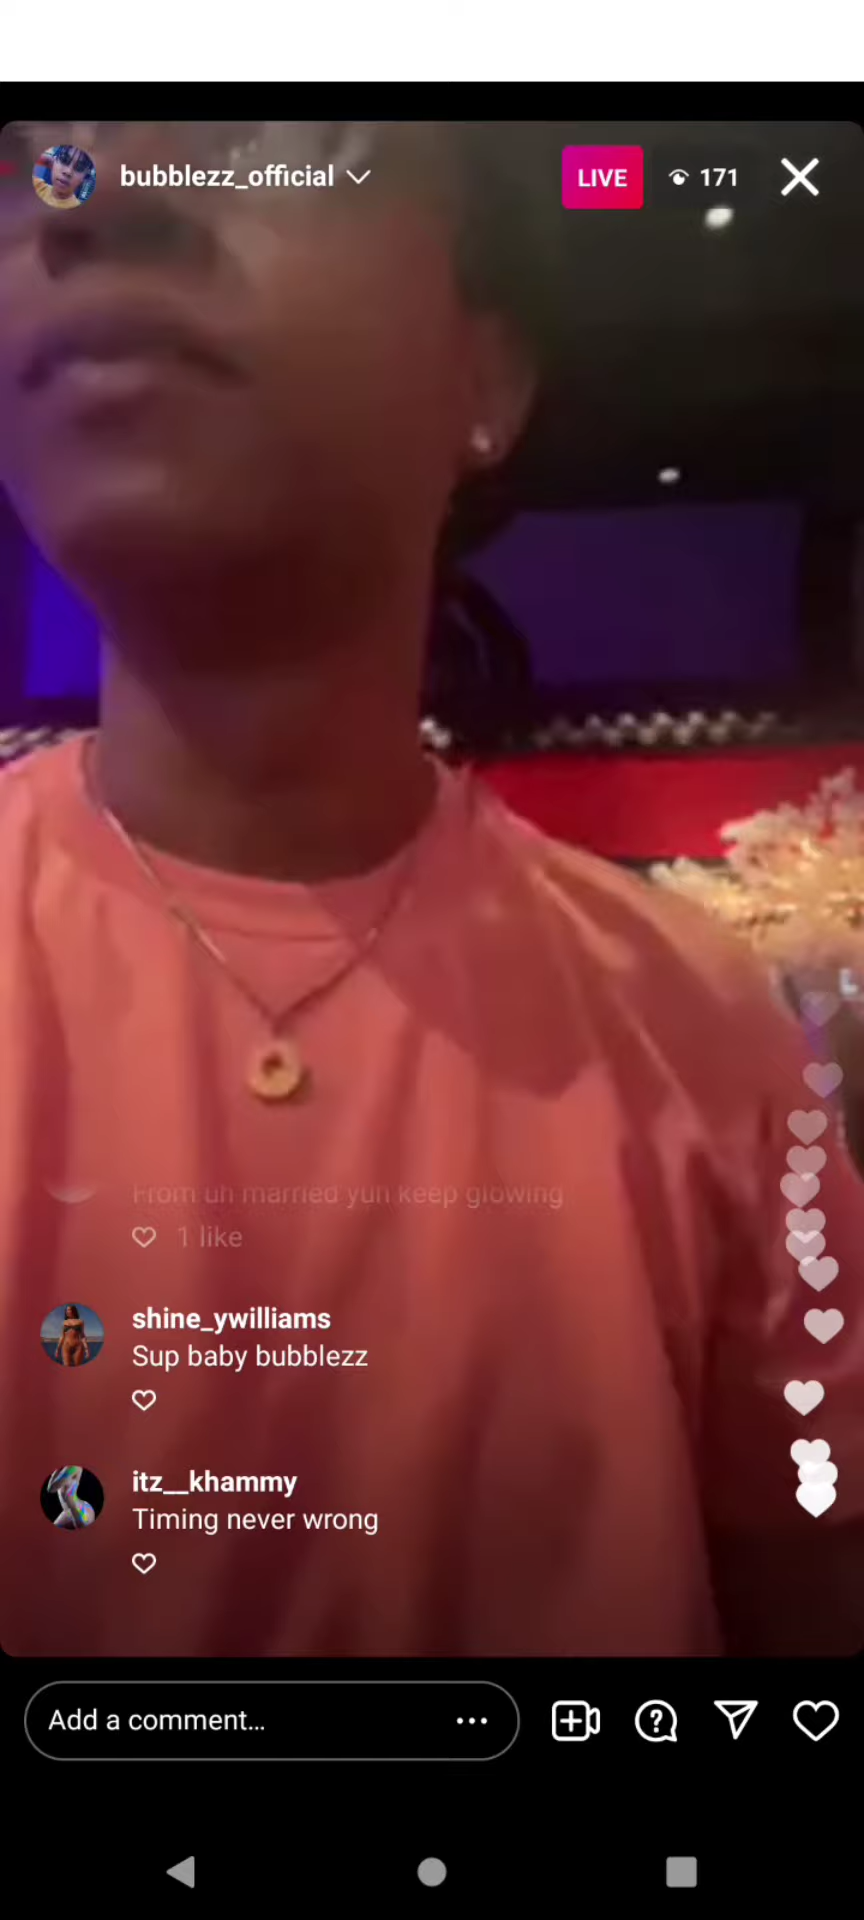 bubblezz_official
LIVE
171
From uh married yuh keep glowing
1 like
shine_ywilliams
Sup baby bubblezz
itz__khammy
Timing never wrong
Add a comment...